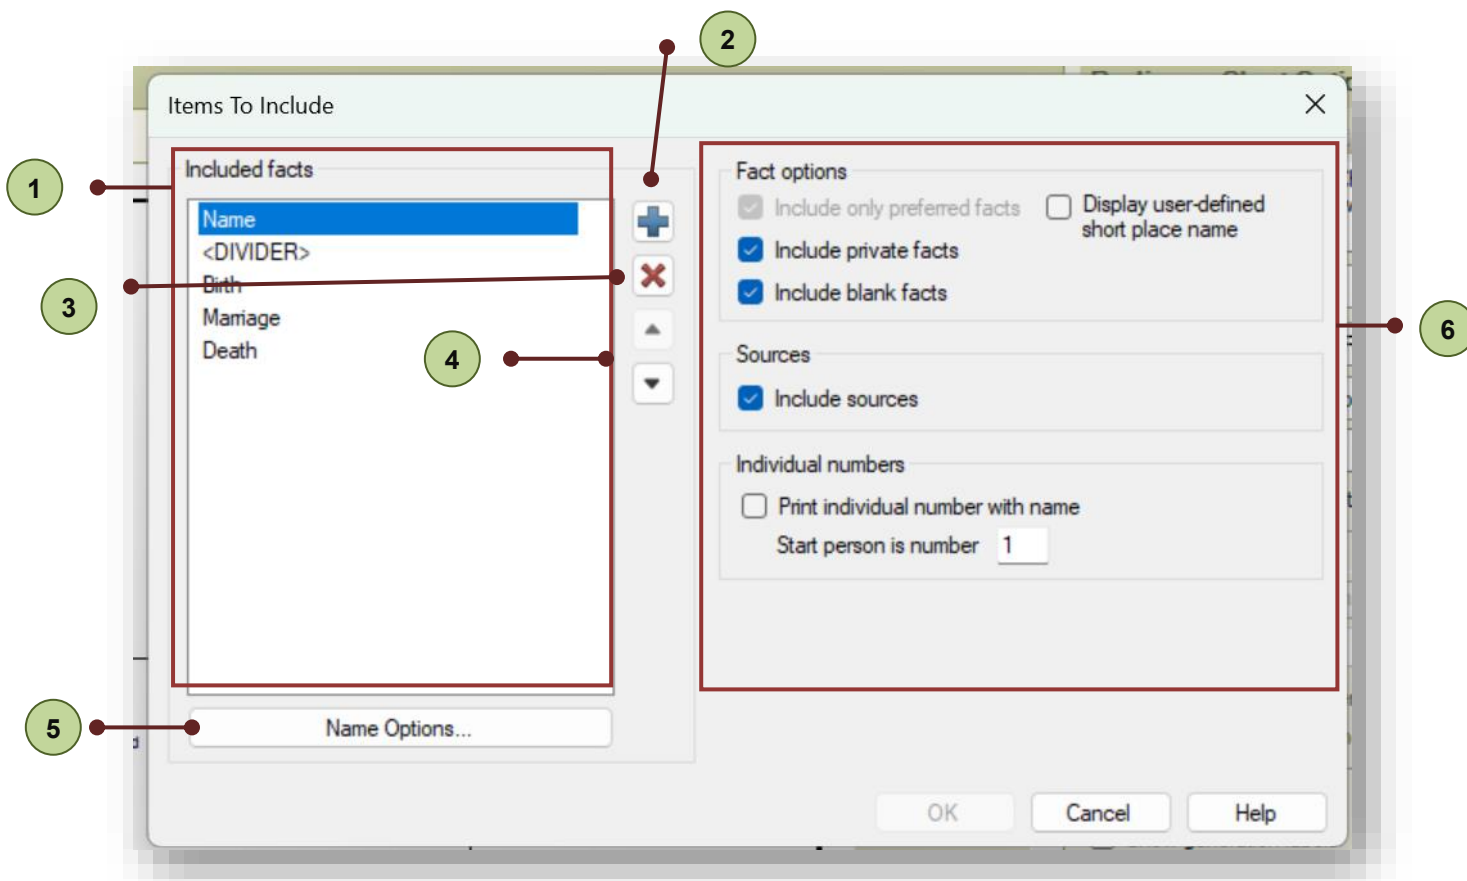 2
Items To Include
1
Included facts
Name
<DIVIDER>
Birth
Marriage
Death
3
4
5
Name Options...
Fact options
Include only preferred facts
Display user-defined
short place name
Include private facts
Include blank facts
6
Sources
Include sources
Individual numbers
Print individual number with name
Start person is number 1
OK
Cancel
Help